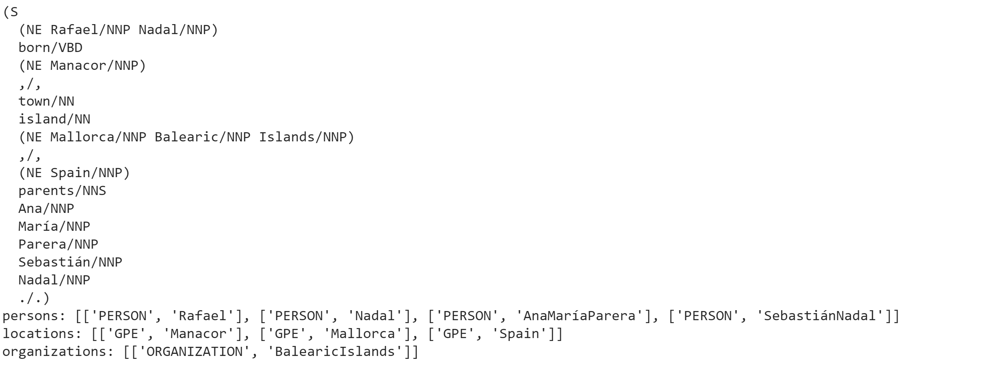 (S
  (NE Rafael/NNP Nadal/NNP)
  born/VBD
  (NE Manacor/NNP)
  ,/,
  town/NN
  island/NN
  (NE Mallorca/NNP Balearic/NNP Islands/NNP)
  ,/,
  (NE Spain/NNP)
  parents/NNS
  Ana/NNP
  María/NNP
  Parera/NNP
  Sebastián/NNP
  Nadal/NNP
  ./.)
persons: [['PERSON', 'Rafael'], ['PERSON', 'Nadal'], ['PERSON', 'AnaMaríaParera'], ['PERSON', 'SebastiánNadal']]
locations: [['GPE', 'Manacor'], ['GPE', 'Mallorca'], ['GPE', 'Spain']]
organizations: [['ORGANIZATION', 'BalearicIslands']]